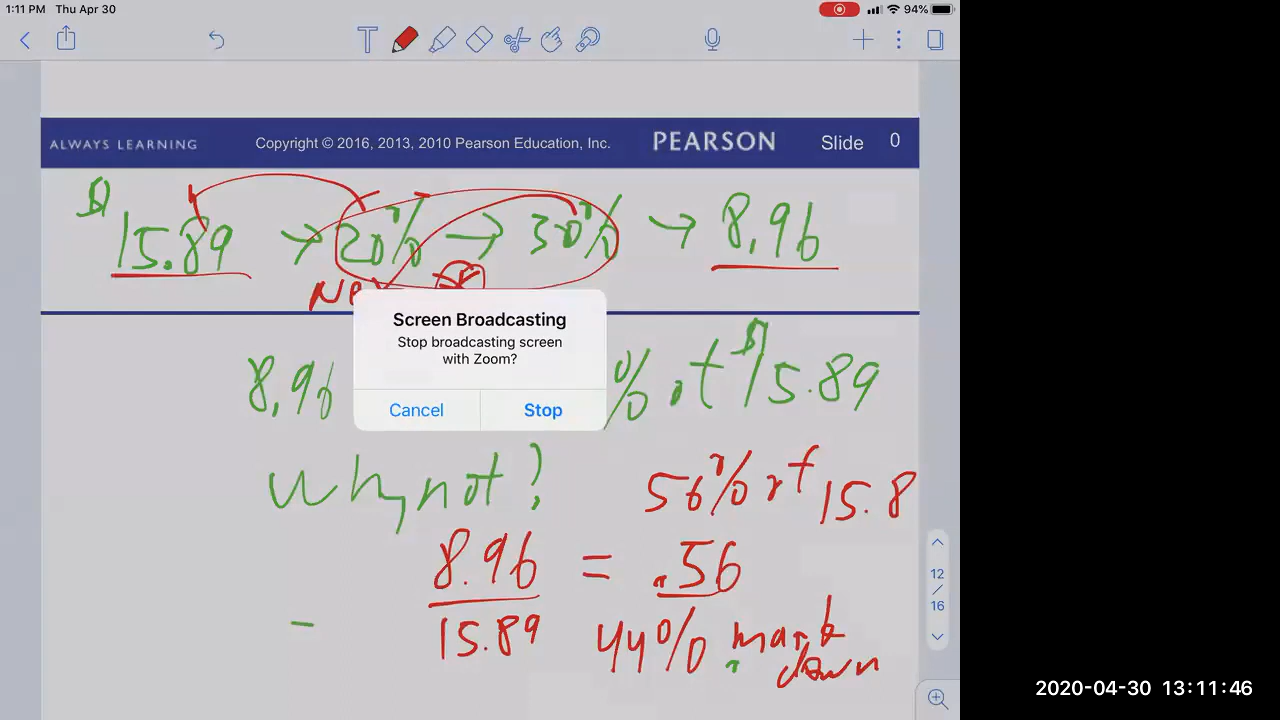 1:11 PM Thu Apr 30
94%
ALWAYS LEARNING
Copyright © 2016, 2013, 2010 Pearson Education, Inc.
PEARSON
Slide 0
$15.89 → 20% → 30% → 8.96
Screen Broadcasting
Stop broadcasting screen
with Zoom?
Cancel
Stop
8.96
% of $15.89
Why not?
56% of 15.8
8.96 = .56
15.89
44% mark
down
12
/
16
2020-04-30 13:11:46